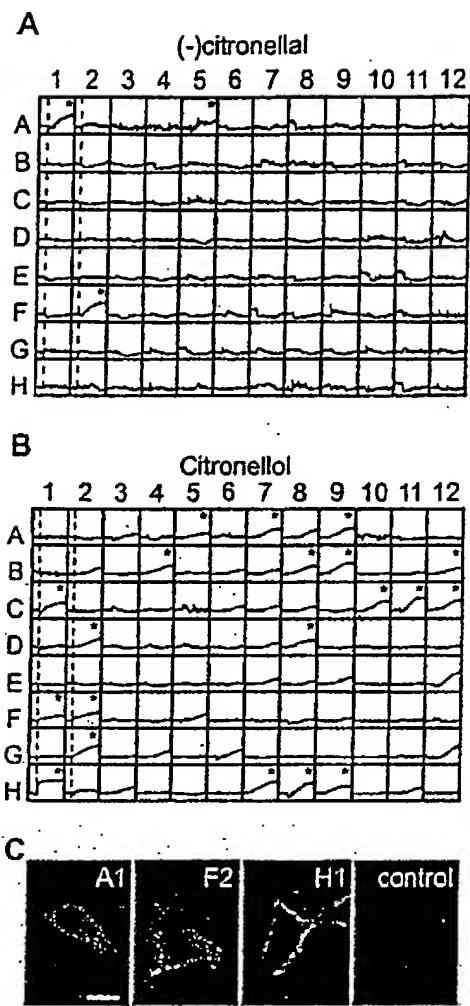 A
(-)citronellal
1 2 3 4 5 6 7 8 9 10 11 12
A * *
B
C
D
E
F *
G
H
B
Citronellol
1 2 3 4 5 6 7 8 9 10 11 12
A * * * *
B * * * *
C * * * *
D * *
E
F * *
G *
H * * * *
C
A1 F2 H1 control